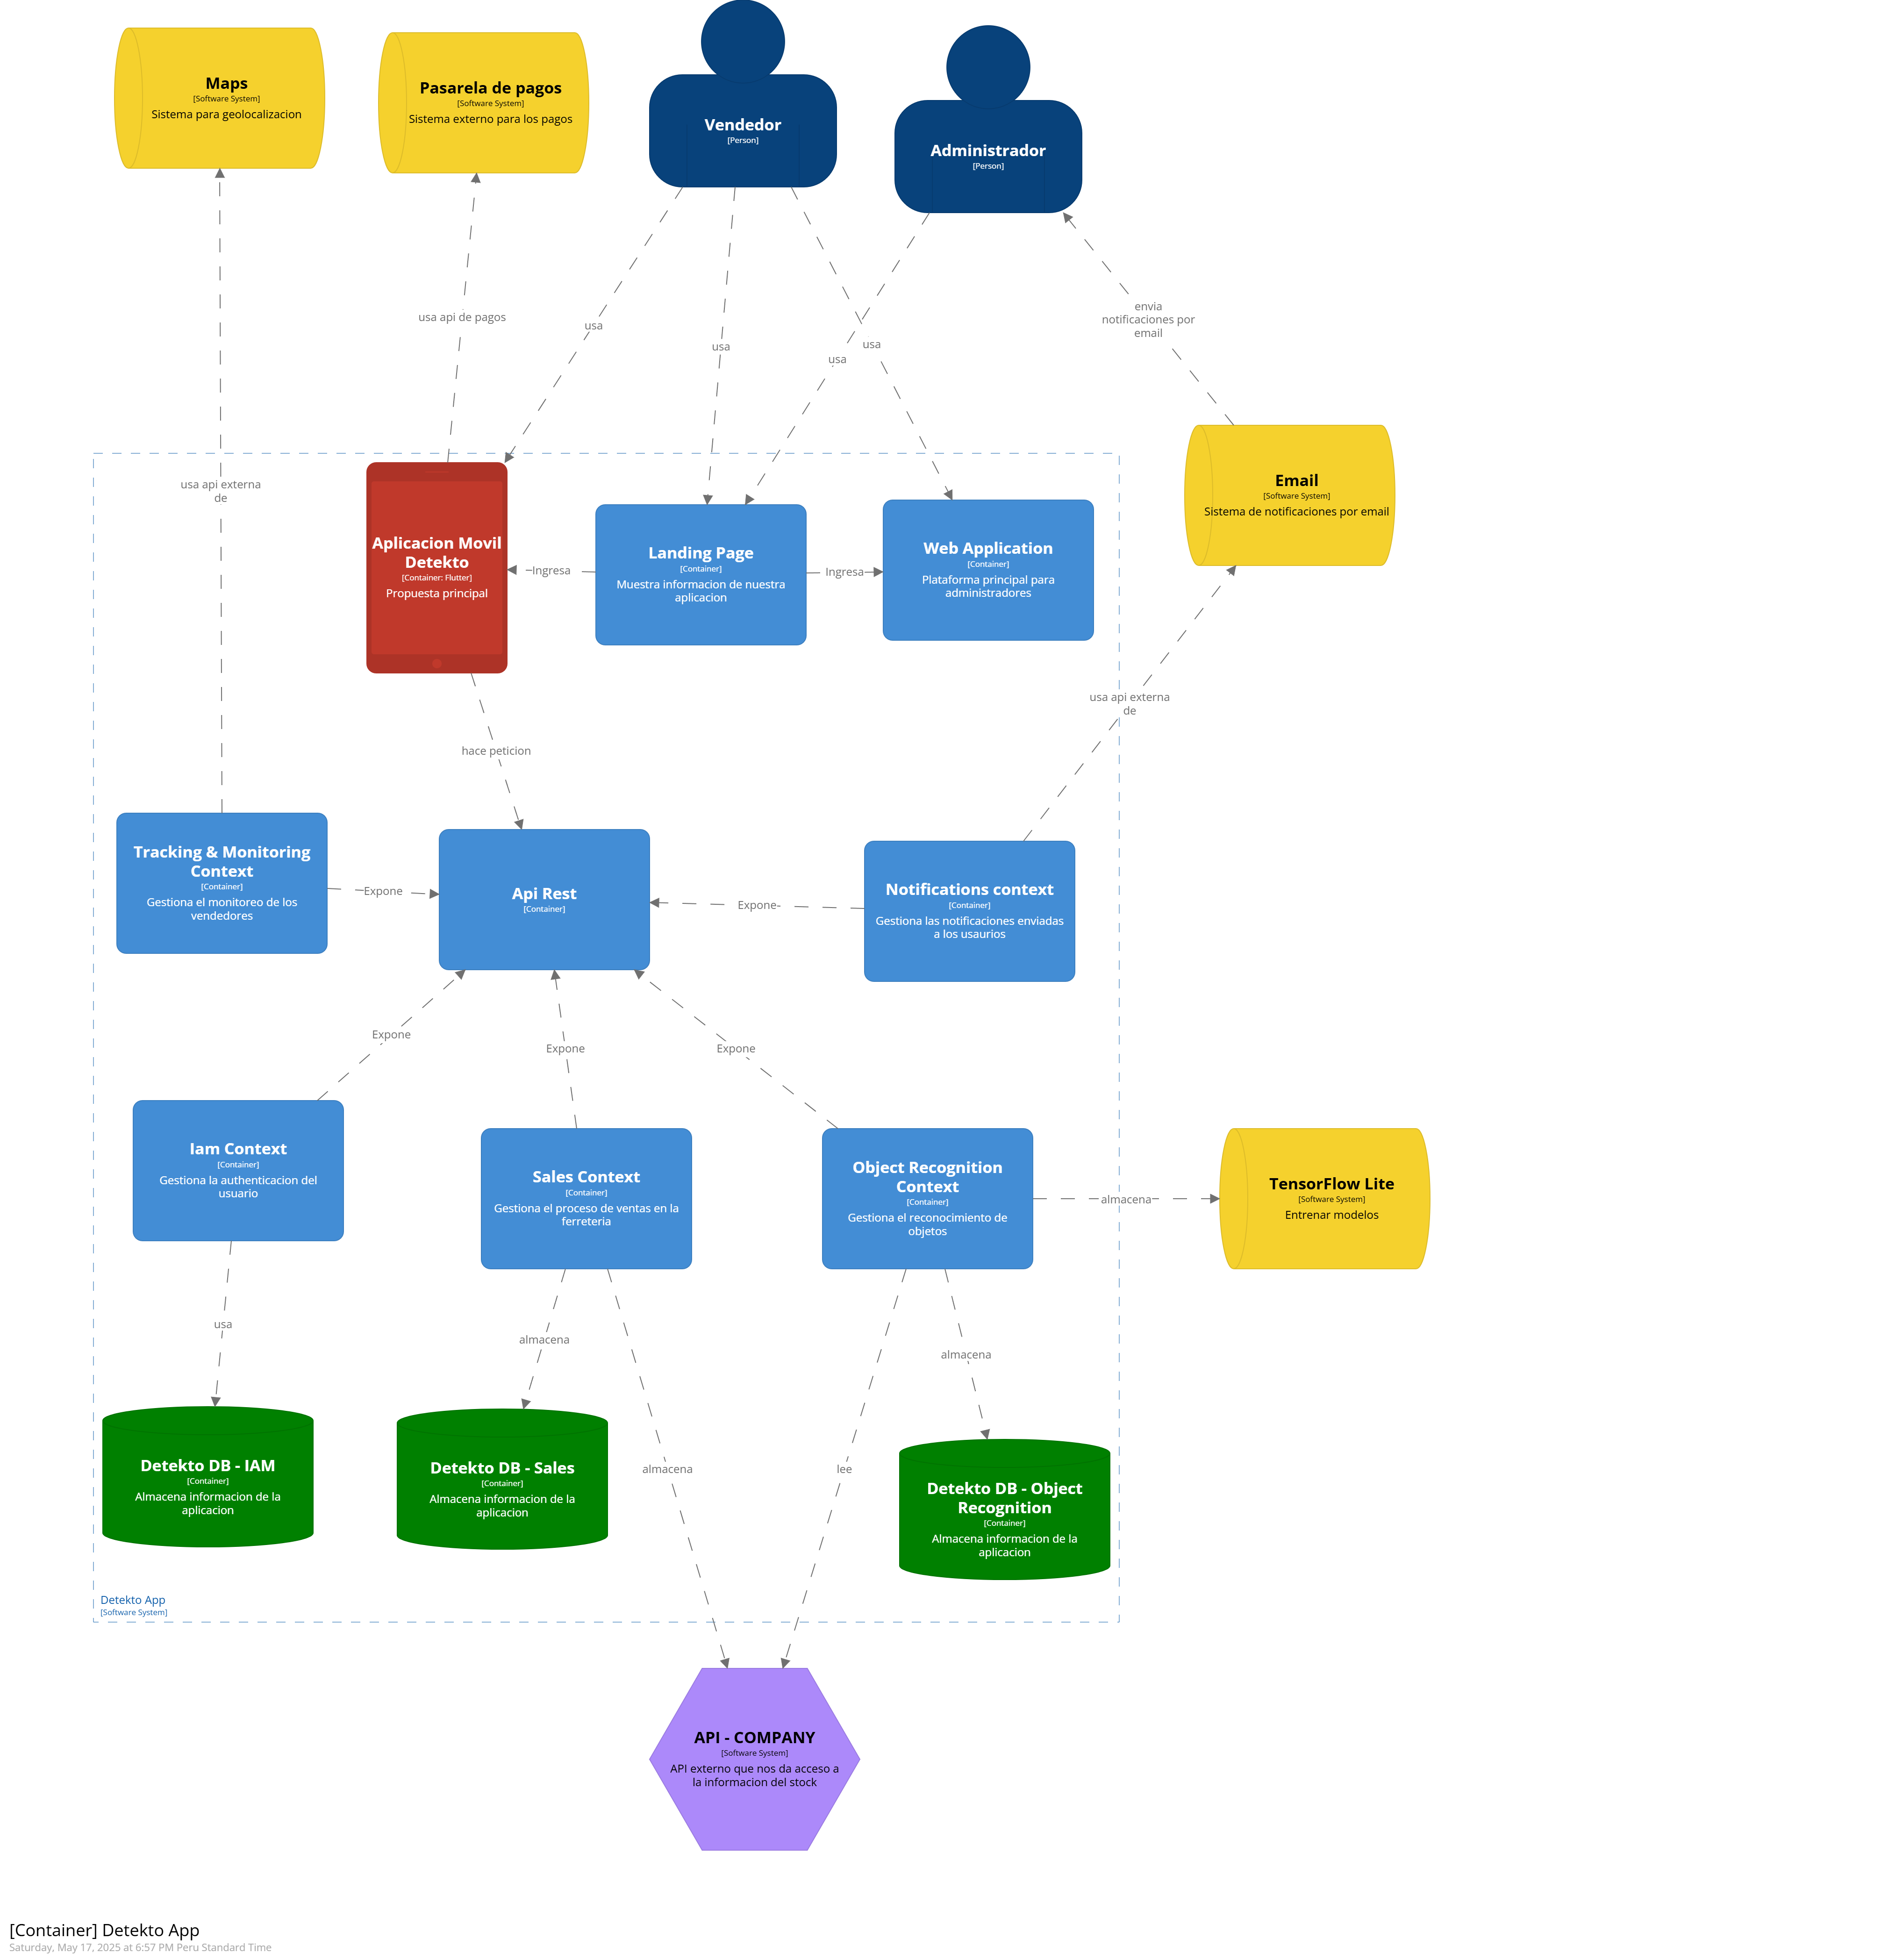 Maps
[Software System]
Sistema para geolocalizacion
Pasarela de pagos
[Software System]
Sistema externo para los pagos
Vendedor
[Person]
Administrador
[Person]
usa api de pagos
usa
usa
usa
usa
envia
notificaciones por
email
usa api externa
de
Aplicacion Movil
Detekto
[Container: Flutter]
Propuesta principal
Ingresa
Landing Page
[Container]
Muestra informacion de nuestra
aplicacion
Ingresa
Web Application
[Container]
Plataforma principal para
administradores
Email
[Software System]
Sistema de notificaciones por email
usa api externa
de
hace peticion
Tracking & Monitoring
Context
[Container]
Gestiona el monitoreo de los
vendedores
Expone
Api Rest
[Container]
Expone
Notifications context
[Container]
Gestiona las notificaciones enviadas
a los usaurios
Expone
Expone
Expone
Iam Context
[Container]
Gestiona la authenticacion del
usuario
Sales Context
[Container]
Gestiona el proceso de ventas en la
ferreteria
Object Recognition
Context
[Container]
Gestiona el reconocimiento de
objetos
almacena
TensorFlow Lite
[Software System]
Entrenar modelos
usa
almacena
almacena
almacena
lee
Detekto DB - IAM
[Container]
Almacena informacion de la
aplicacion
Detekto DB - Sales
[Container]
Almacena informacion de la
aplicacion
Detekto DB - Object
Recognition
[Container]
Almacena informacion de la
aplicacion
Detekto App
[Software System]
API - COMPANY
[Software System]
API externo que nos da acceso a
la informacion del stock
[Container] Detekto App
Saturday, May 17, 2025 at 6:57 PM Peru Standard Time